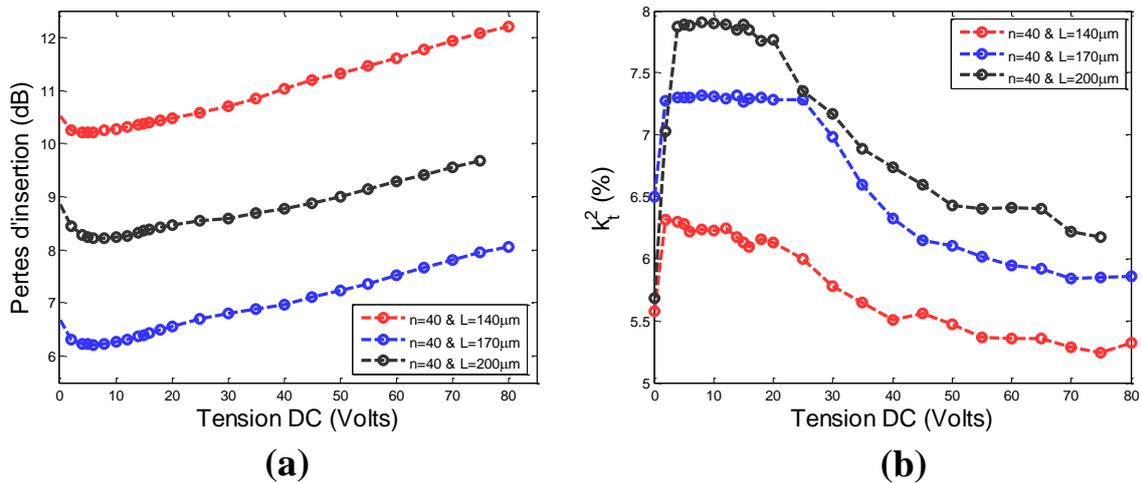 12
11
10
9
8
7
6
Pertes d'insertion (dB)
0 10 20 30 40 50 60 70 80
Tension DC (Volts)
n=40 & L=140μm
n=40 & L=170μm
n=40 & L=200μm
(a)
8
7.5
7
6.5
6
5.5
5
k_t^2 (%)
0 10 20 30 40 50 60 70 80
Tension DC (Volts)
n=40 & L=140μm
n=40 & L=170μm
n=40 & L=200μm
(b)